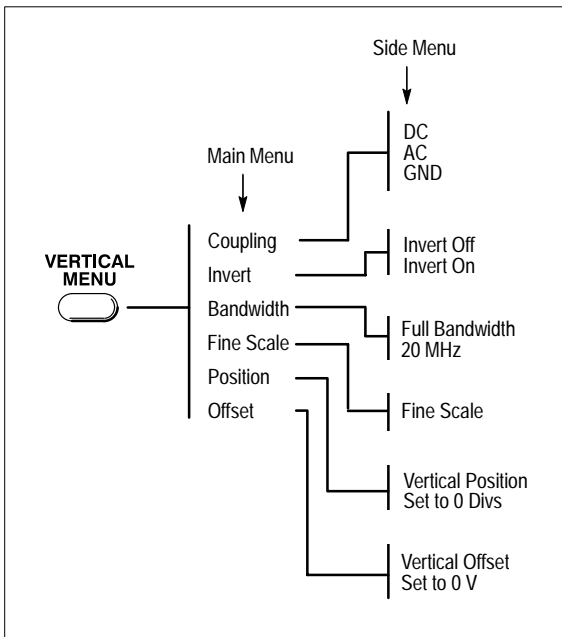 Side Menu
DC
AC
GND
Main Menu
VERTICAL
MENU
Coupling
Invert
Bandwidth
Fine Scale
Position
Offset
Invert Off
Invert On
Full Bandwidth
20 MHz
Fine Scale
Vertical Position
Set to 0 Divs
Vertical Offset
Set to 0 V